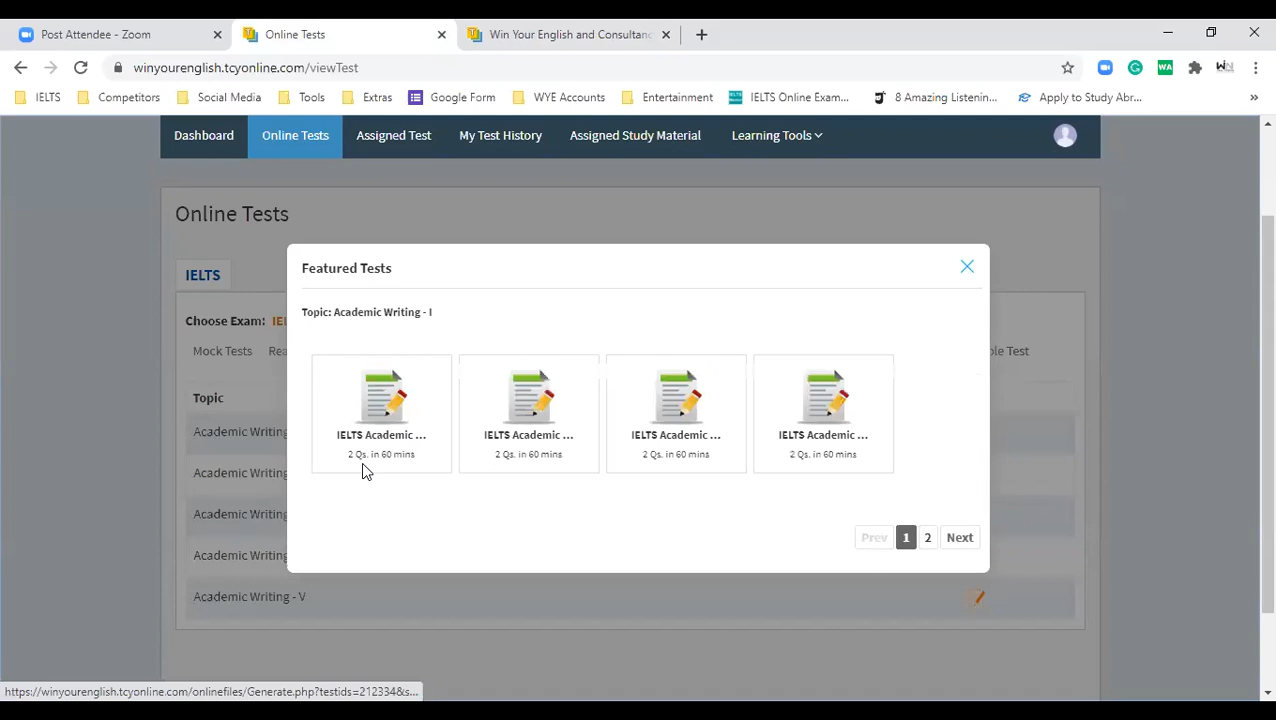 Post Attendee - Zoom
Online Tests
Win Your English and Consultanc
winyourenglish.tcyonline.com/viewTest
WA
IELTS
Competitors
Social Media
Tools
Extras
Google Form
WYE Accounts
Entertainment
IELTS Online Exam...
8 Amazing Listenin...
Apply to Study Abr...
Dashboard
Online Tests
Assigned Test
My Test History
Assigned Study Material
Learning Tools
Online Tests
IELTS
Featured Tests
Topic: Academic Writing - I
Choose Exam: IEL
Mock Tests
Rea
ple Test
Topic
IELTS Academic ...
2 Qs. in 60 mins
IELTS Academic ...
2 Qs. in 60 mins
IELTS Academic ...
2 Qs. in 60 mins
IELTS Academic ...
2 Qs. in 60 mins
Academic Writing
Academic Writing
Academic Writing
Academic Writing
Academic Writing - V
Prev
1
2
Next
https://winyourenglish.tcyonline.com/onlinefiles/Generate.php?testids=212334&s...